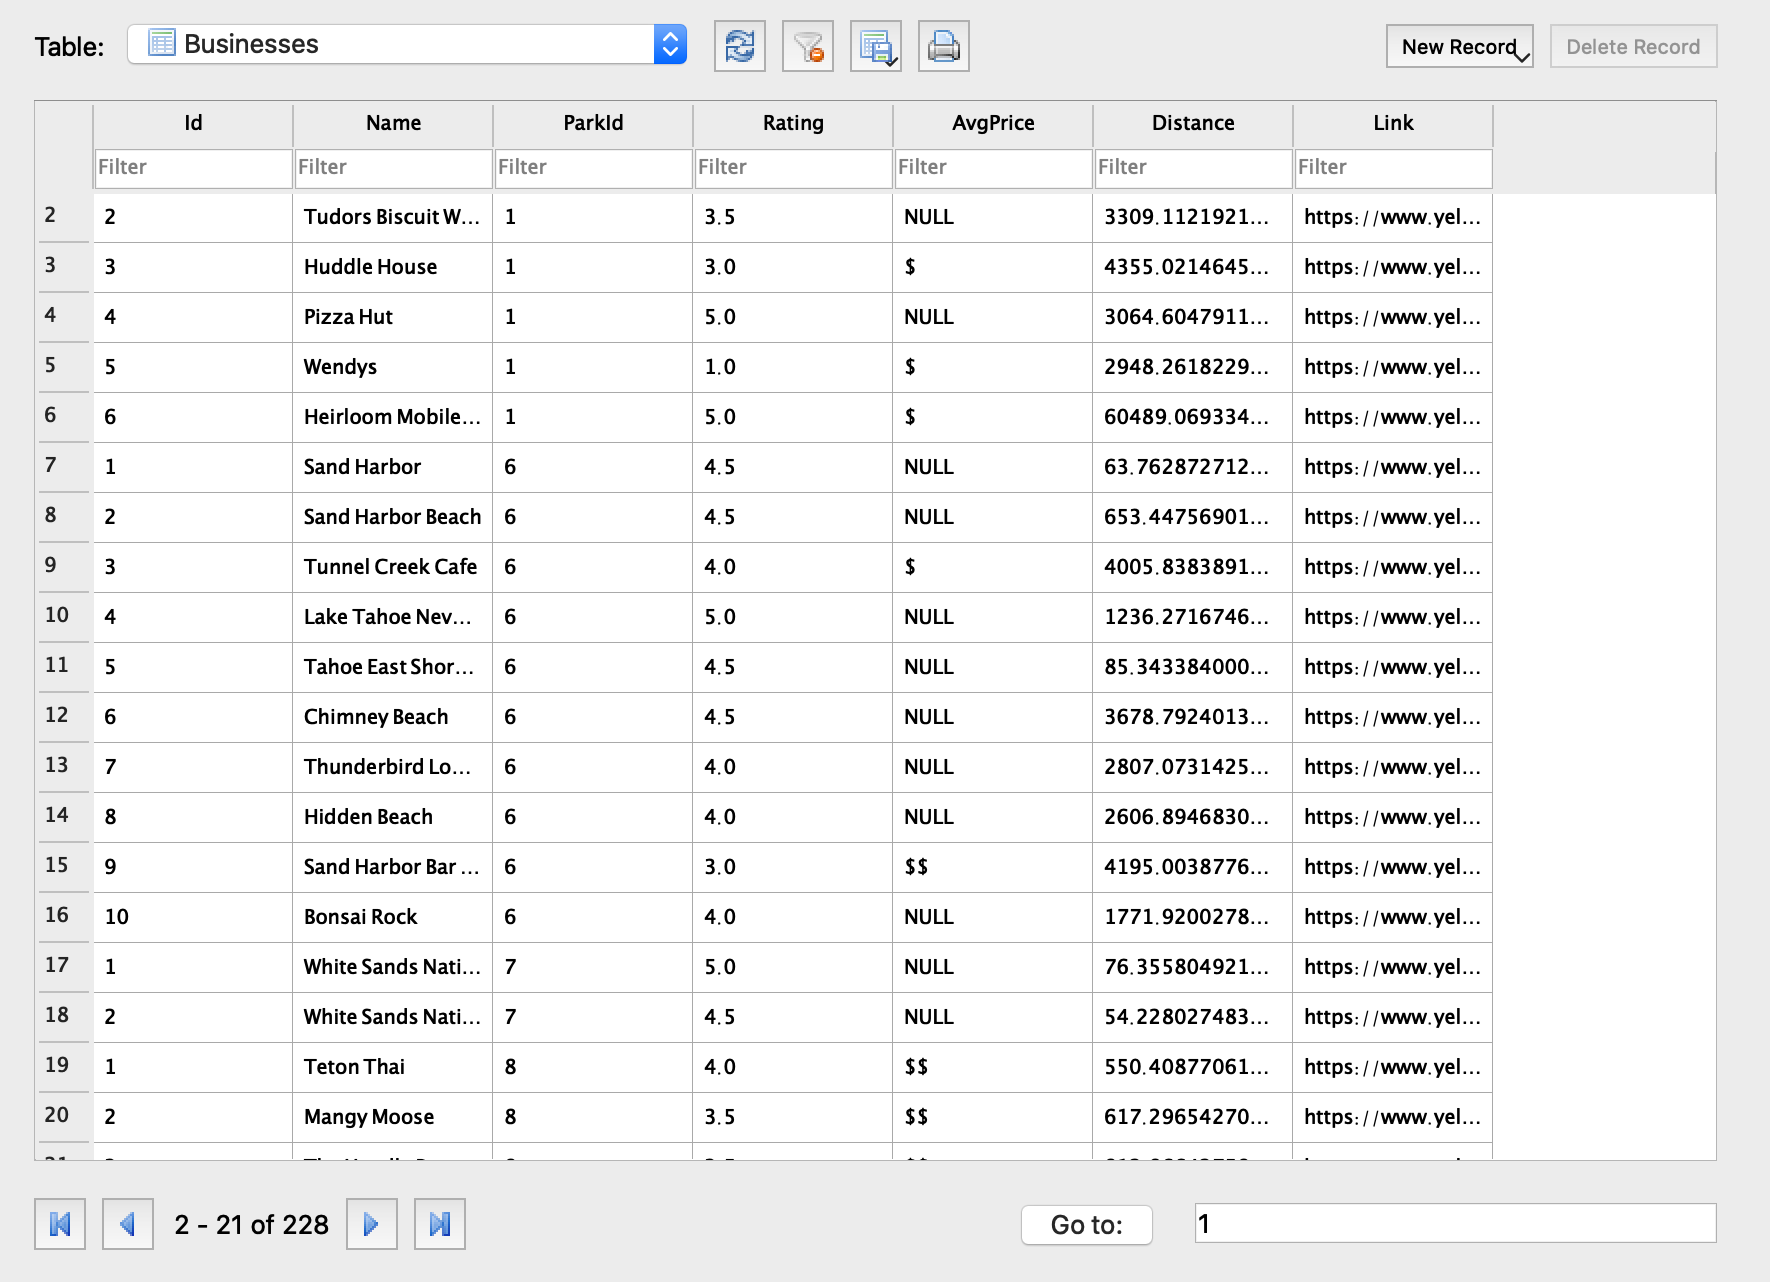 Table: Businesses New Record Delete Record
Id Name ParkId Rating AvgPrice Distance Link
Filter Filter Filter Filter Filter Filter Filter
2 2 Tudors Biscuit W... 1 3.5 NULL 3309.1121921... https://www.yel...
3 3 Huddle House 1 3.0 $ 4355.0214645... https://www.yel...
4 4 Pizza Hut 1 5.0 NULL 3064.6047911... https://www.yel...
5 5 Wendys 1 1.0 $ 2948.2618229... https://www.yel...
6 6 Heirloom Mobile... 1 5.0 $ 60489.069334... https://www.yel...
7 1 Sand Harbor 6 4.5 NULL 63.762872712... https://www.yel...
8 2 Sand Harbor Beach 6 4.5 NULL 653.44756901... https://www.yel...
9 3 Tunnel Creek Cafe 6 4.0 $ 4005.8383891... https://www.yel...
10 4 Lake Tahoe Nev... 6 5.0 NULL 1236.2716746... https://www.yel...
11 5 Tahoe East Shor... 6 4.5 NULL 85.343384000... https://www.yel...
12 6 Chimney Beach 6 4.5 NULL 3678.7924013... https://www.yel...
13 7 Thunderbird Lo... 6 4.0 NULL 2807.0731425... https://www.yel...
14 8 Hidden Beach 6 4.0 NULL 2606.8946830... https://www.yel...
15 9 Sand Harbor Bar ... 6 3.0 $$ 4195.0038776... https://www.yel...
16 10 Bonsai Rock 6 4.0 NULL 1771.9200278... https://www.yel...
17 1 White Sands Nati... 7 5.0 NULL 76.355804921... https://www.yel...
18 2 White Sands Nati... 7 4.5 NULL 54.228027483... https://www.yel...
19 1 Teton Thai 8 4.0 $$ 550.40877061... https://www.yel...
20 2 Mangy Moose 8 3.5 $$ 617.29654270... https://www.yel...
2 - 21 of 228 Go to: 1